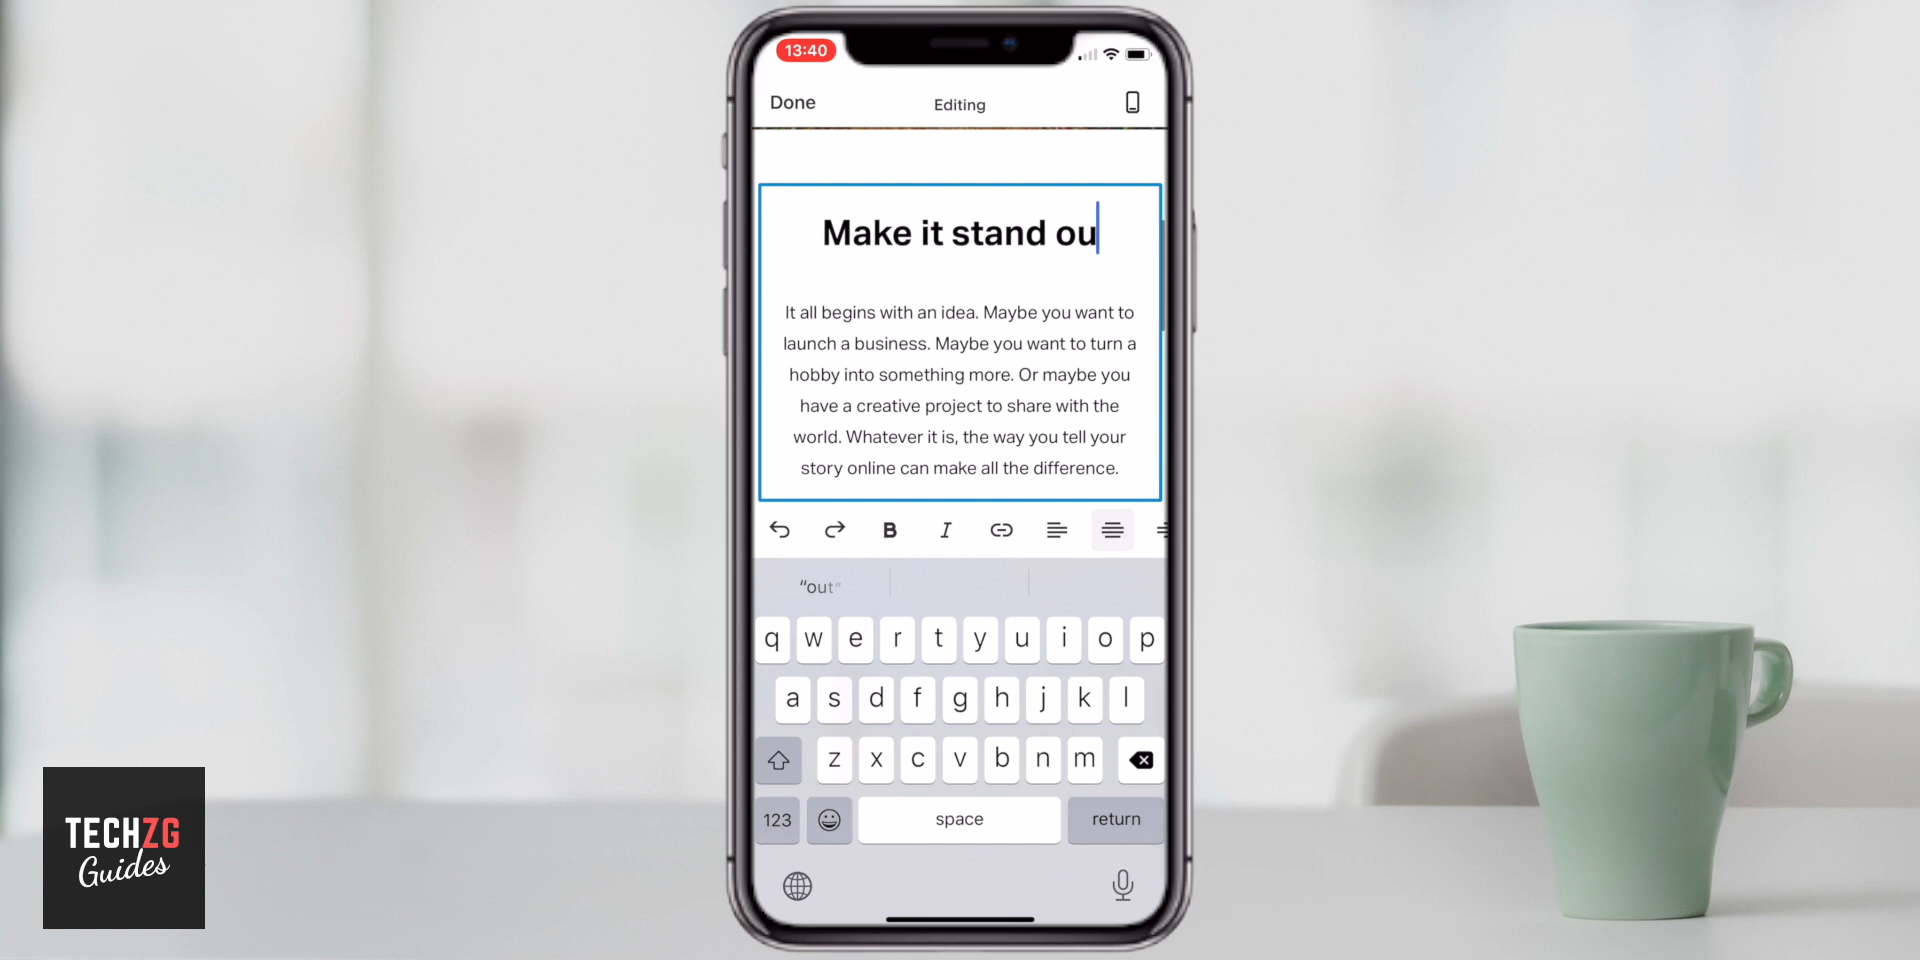 13:40
Done
Editing
Make it stand ou
It all begins with an idea. Maybe you want to
launch a business. Maybe you want to turn a
hobby into something more. Or maybe you
have a creative project to share with the
world. Whatever it is, the way you tell your
story online can make all the difference.
B I
“out“
q w e r t y u i o p
a s d f g h j k l
z x c v b n m
123 space return
TECHZG
Guides